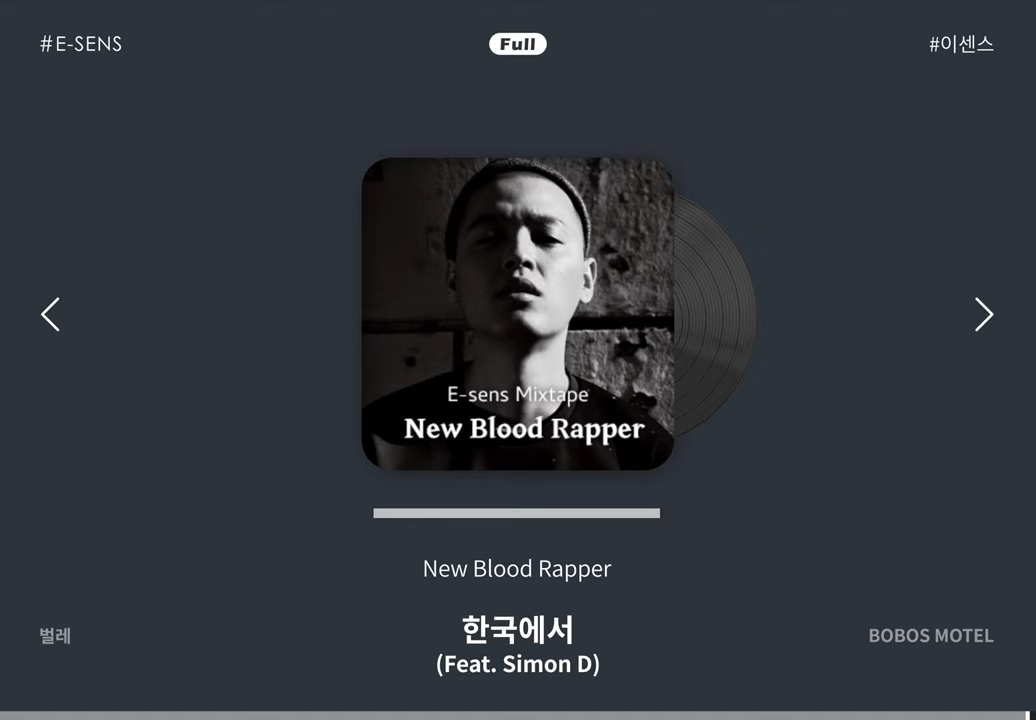 #E-SENS
Full
#이센스
E-sens Mixtape
New Blood Rapper
New Blood Rapper
벌레
한국에서
(Feat. Simon D)
BOBOS MOTEL